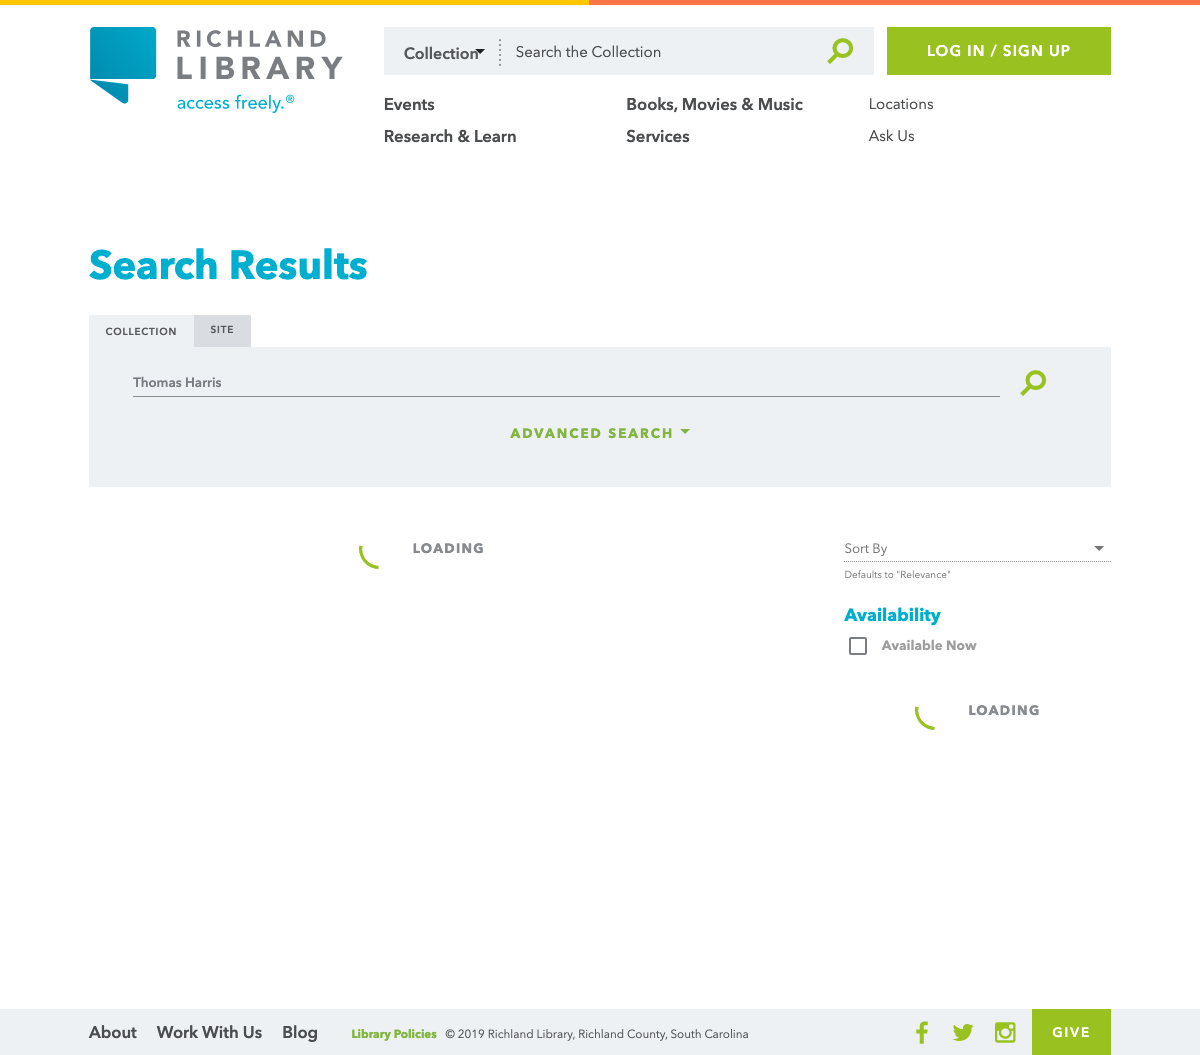 RICHLAND
LIBRARY
access freely.®
Collection
Search the Collection
LOG IN / SIGN UP
Events
Books, Movies & Music
Locations
Research & Learn
Services
Ask Us
Search Results
COLLECTION
SITE
Thomas Harris
ADVANCED SEARCH
LOADING
Sort By
Defaults to "Relevance"
Availability
Available Now
LOADING
About
Work With Us
Blog
Library Policies
© 2019 Richland Library, Richland County, South Carolina
GIVE